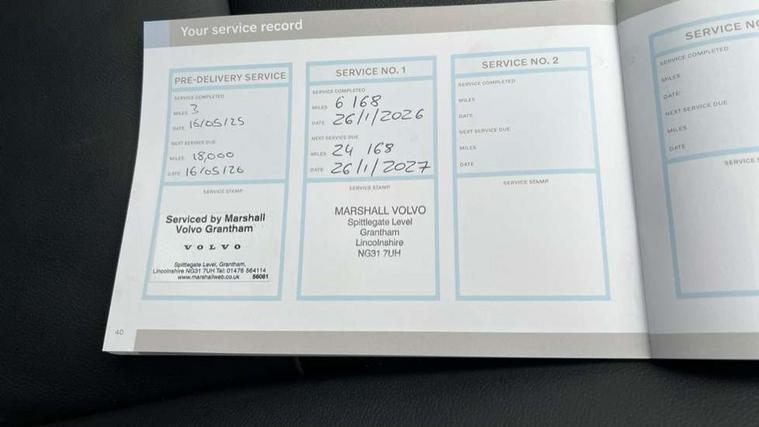 Your service record
PRE-DELIVERY SERVICE
SERVICE COMPLETED
MILES 3
DATE 16/05/25
NEXT SERVICE DUE
MILES 18,000
DATE 16/05/26
SERVICE STAMP
Serviced by Marshall
Volvo Grantham
VOLVO
Spittlegate Level, Grantham,
Lincolnshire NG31 7UH Tel: 01476 564114
www.marshallweb.co.uk 56081
SERVICE NO. 1
SERVICE COMPLETED
MILES 6 168
DATE 26/1/2026
NEXT SERVICE DUE
MILES 24 168
DATE 26/1/2027
SERVICE STAMP
MARSHALL VOLVO
Spittlegate Level
Grantham
Lincolnshire
NG31 7UH
SERVICE NO. 2
SERVICE COMPLETED
MILES
DATE
NEXT SERVICE DUE
MILES
DATE
SERVICE STAMP
SERVICE
SERVICE COMPLETED
MILES
DATE
NEXT SERVICE DUE
MILES
DATE
SERVICE
40